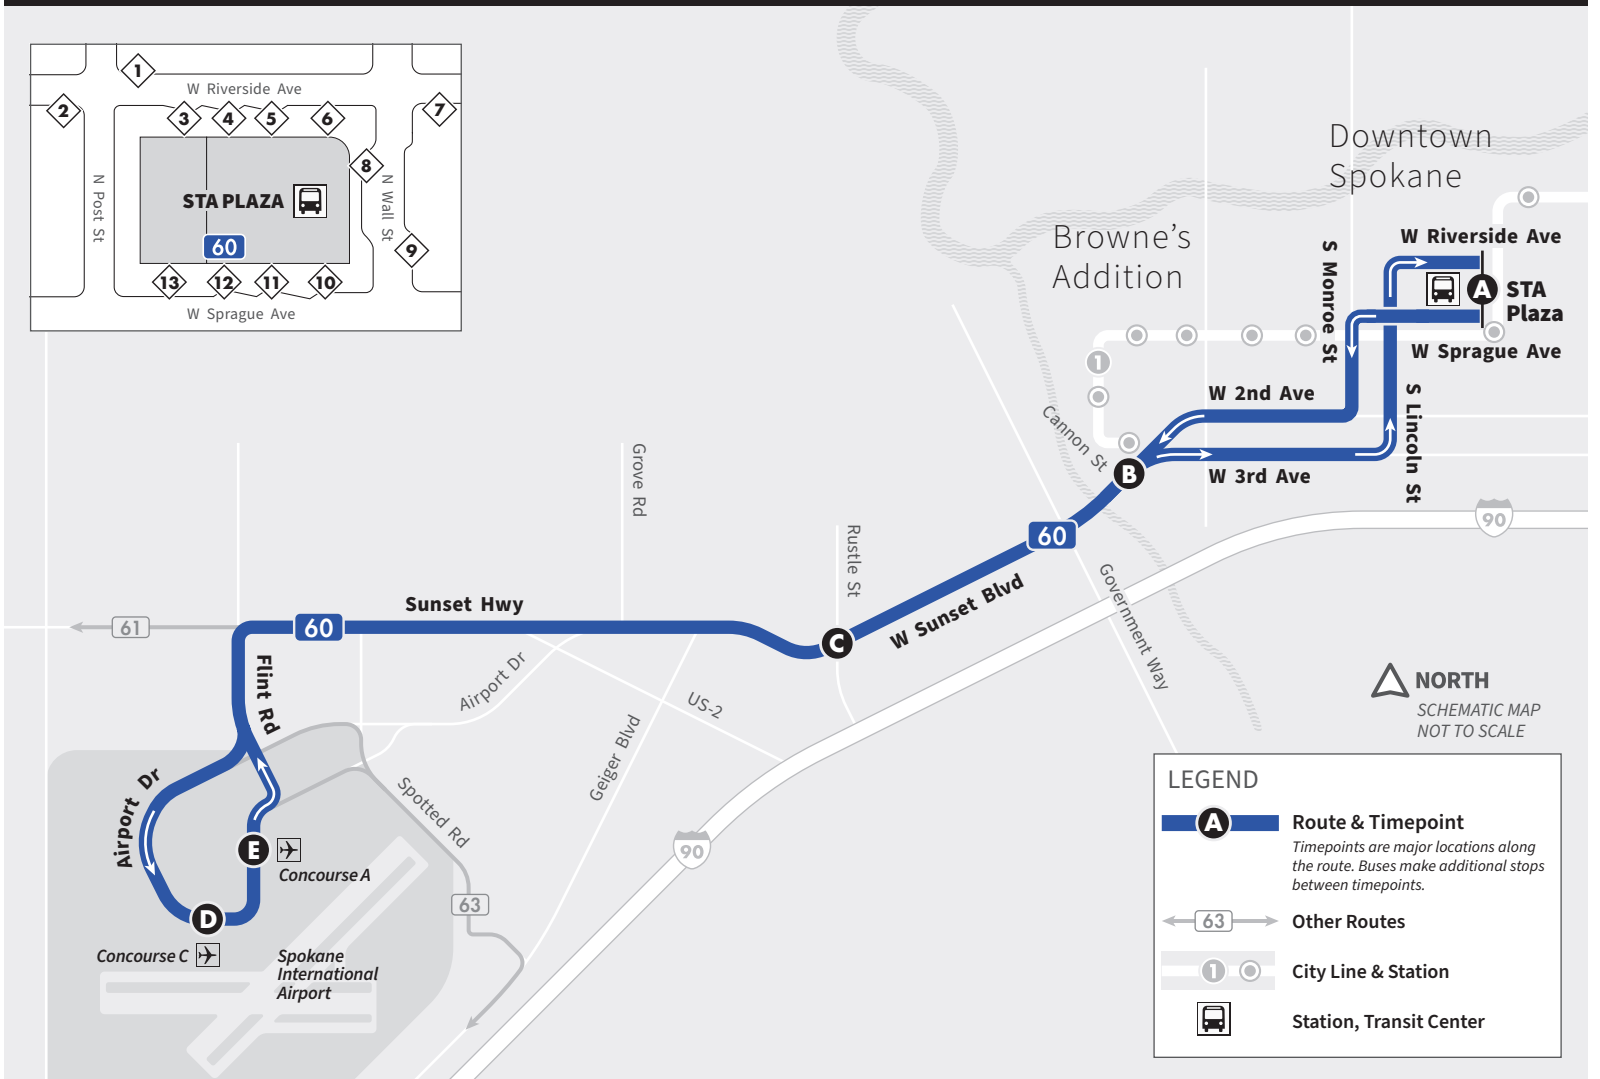 1
W Riverside Ave
2
3
4
5
6
7
8
STA PLAZA
N Post St
N Wall St
60
9
13
12
11
10
W Sprague Ave
Downtown
Spokane
Browne's
Addition
W Riverside Ave
S Monroe St
A
STA
Plaza
W Sprague Ave
1
W 2nd Ave
S Lincoln St
Cannon St
B
W 3rd Ave
90
60
Grove Rd
Rustle St
Government Way
W Sunset Blvd
Sunset Hwy
61
60
C
Flint Rd
Airport Dr
US-2
Geiger Blvd
Spotted Rd
Airport Dr
90
E
Concourse A
63
D
Concourse C
Spokane
International
Airport
NORTH
SCHEMATIC MAP
NOT TO SCALE
LEGEND
A
Route & Timepoint
Timepoints are major locations along
the route. Buses make additional stops
between timepoints.
63
Other Routes
1
City Line & Station
Station, Transit Center